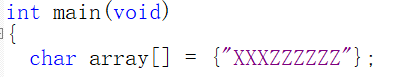 int main(void)
{
char array[] = {"XXXZZZZZZ"};